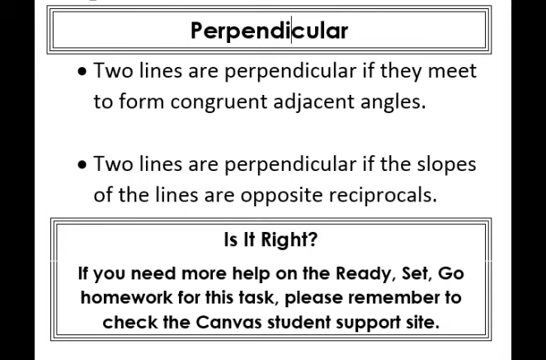 Perpendicular
• Two lines are perpendicular if they meet
to form congruent adjacent angles.
• Two lines are perpendicular if the slopes
of the lines are opposite reciprocals.
Is It Right?
If you need more help on the Ready, Set, Go
homework for this task, please remember to
check the Canvas student support site.